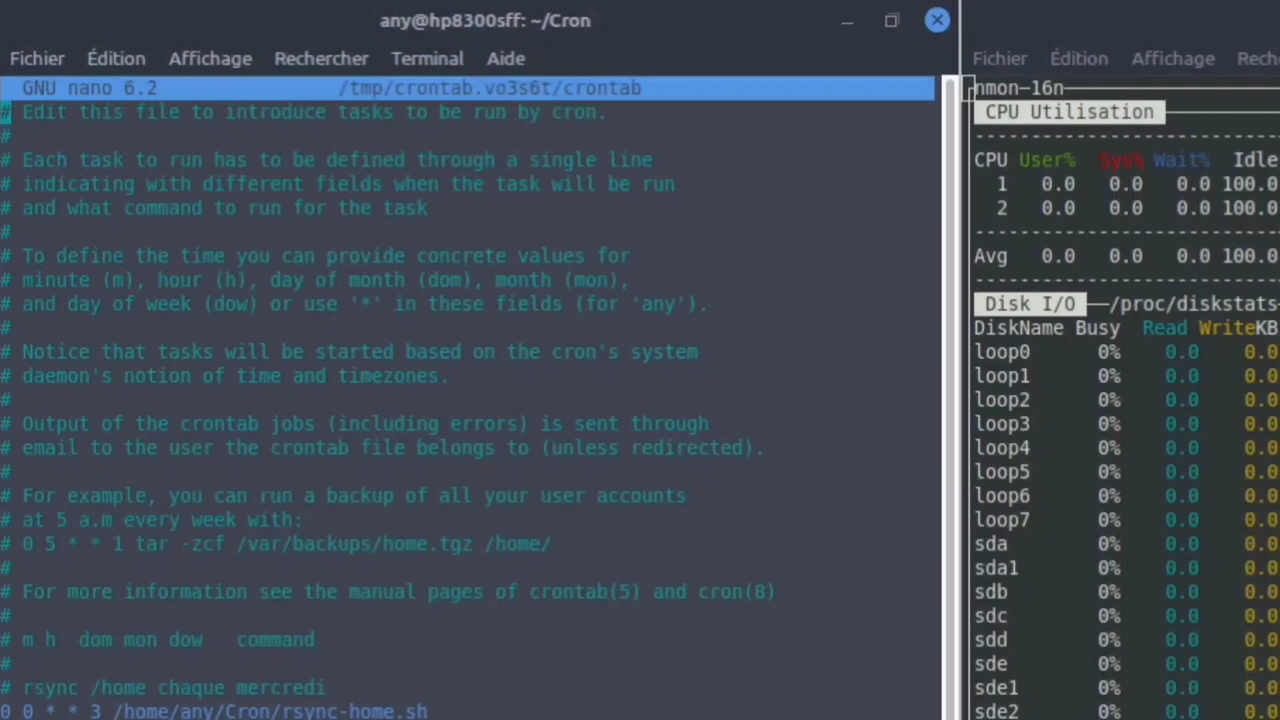 any@hp8300sff: ~/Cron
Fichier Édition Affichage Rechercher Terminal Aide
GNU nano 6.2 /tmp/crontab.vo3s6t/crontab
# Edit this file to introduce tasks to be run by cron.
#
# Each task to run has to be defined through a single line
# indicating with different fields when the task will be run
# and what command to run for the task
#
# To define the time you can provide concrete values for
# minute (m), hour (h), day of month (dom), month (mon),
# and day of week (dow) or use '*' in these fields (for 'any').
#
# Notice that tasks will be started based on the cron's system
# daemon's notion of time and timezones.
#
# Output of the crontab jobs (including errors) is sent through
# email to the user the crontab file belongs to (unless redirected).
#
# For example, you can run a backup of all your user accounts
# at 5 a.m every week with:
# 0 5 * * 1 tar -zcf /var/backups/home.tgz /home/
#
# For more information see the manual pages of crontab(5) and cron(8)
#
# m h  dom mon dow   command
#
# rsync /home chaque mercredi
0 0 * * 3 /home/any/Cron/rsync-home.sh
Fichier Édition Affichage Rech
nmon-16n
CPU Utilisation
CPU User% Sys% Wait% Idle
1 0.0 0.0 0.0 100.0
2 0.0 0.0 0.0 100.0
Avg 0.0 0.0 0.0 100.0
Disk I/O /proc/diskstats
DiskName Busy Read WriteKB
loop0 0% 0.0 0.0
loop1 0% 0.0 0.0
loop2 0% 0.0 0.0
loop3 0% 0.0 0.0
loop4 0% 0.0 0.0
loop5 0% 0.0 0.0
loop6 0% 0.0 0.0
loop7 0% 0.0 0.0
sda 0% 0.0 0.0
sda1 0% 0.0 0.0
sdb 0% 0.0 0.0
sdc 0% 0.0 0.0
sdd 0% 0.0 0.0
sde 0% 0.0 0.0
sde1 0% 0.0 0.0
sde2 0% 0.0 0.0